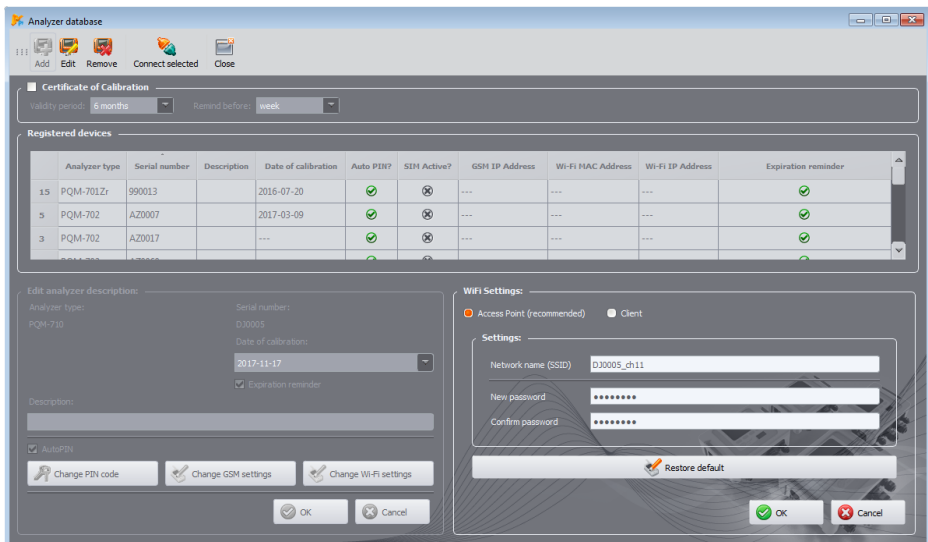 Analyzer database
Add Edit Remove Connect selected Close
Certificate of Calibration
Validity period: 6 months Remind before: week
Registered devices
Analyzer type Serial number Description Date of calibration Auto PIN? SIM Active? GSM IP Address Wi-Fi MAC Address Wi-Fi IP Address Expiration reminder
15 PQM-701Zr 990013 2016-07-20 --- --- ---
5 PQM-702 AZ0007 2017-03-09 --- --- ---
3 PQM-702 AZ0017 --- --- --- ---
Edit analyzer description:
Analyzer type: Serial number:
PQM-710 DJ0005
Date of calibration:
2017-11-17
Expiration reminder
Description:
AutoPIN
Change PIN code Change GSM settings Change Wi-Fi settings
OK Cancel
WiFi Settings:
Access Point (recommended) Client
Settings:
Network name (SSID) DJ0005_ch11
New password ●●●●●●●●
Confirm password ●●●●●●●●
Restore default
OK Cancel